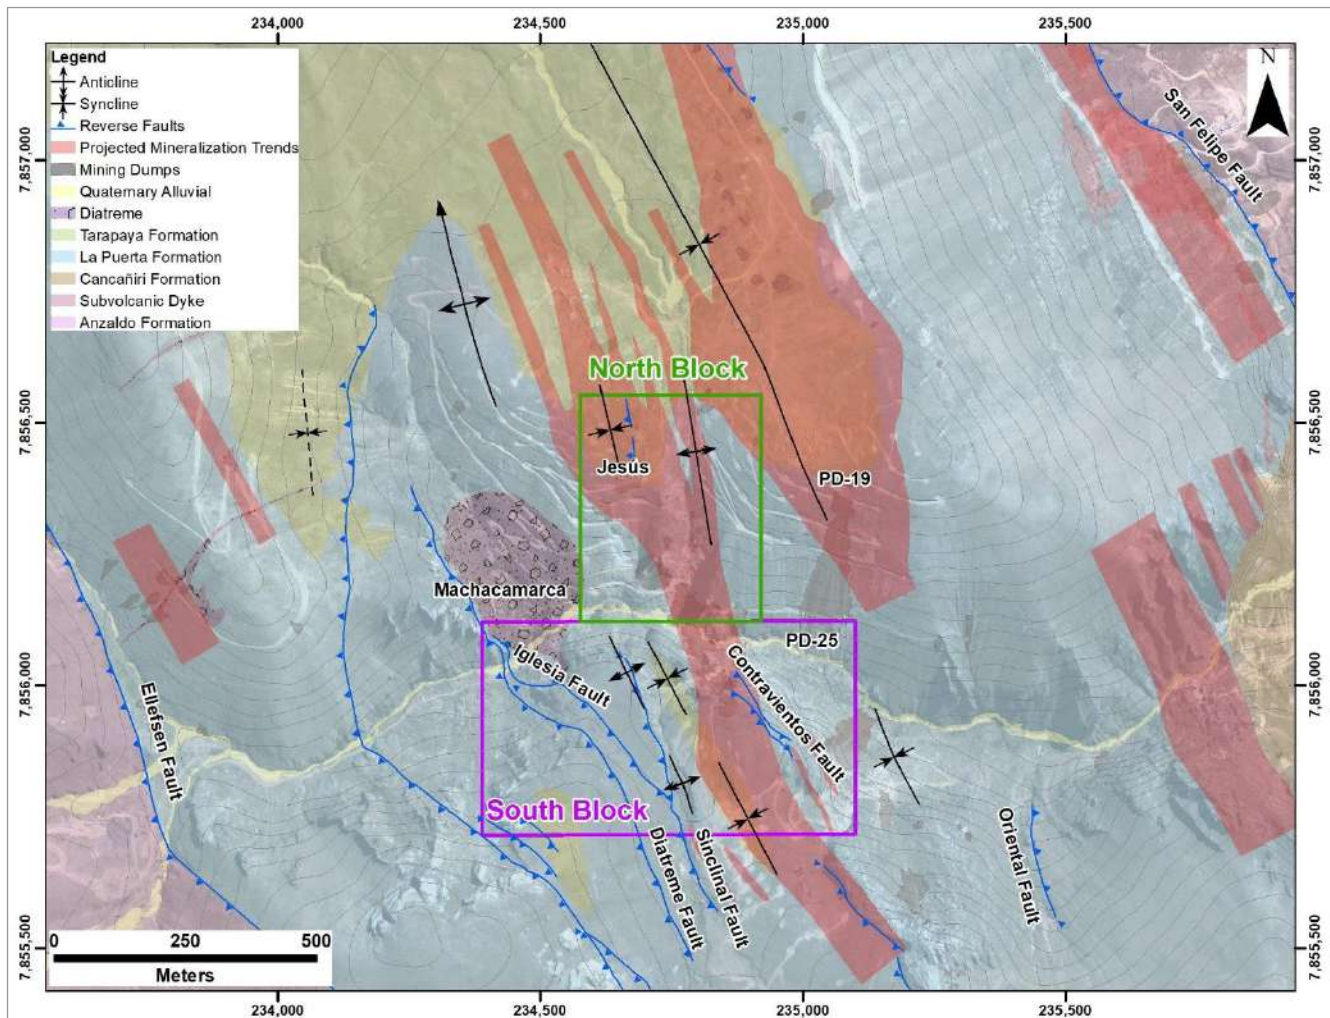 234,000
234,500
235,000
235,500
Legend
Anticline
Syncline
Reverse Faults
Projected Mineralization Trends
Mining Dumps
Quaternary Alluvial
Diatreme
Tarapaya Formation
La Puerta Formation
Cancañiri Formation
Subvolcanic Dyke
Anzaldo Formation
N
San Felipe Fault
7,857,000
7,857,000
North Block
7,856,500
7,856,500
Jesús
PD-19
Machacamarca
PD-25
Iglesia Fault
Contravientos Fault
7,856,000
7,856,000
Ellefsen Fault
South Block
Diatreme Fault
Sinclinal Fault
Oriental Fault
7,855,500
7,855,500
0 250 500
Meters
234,000
234,500
235,000
235,500